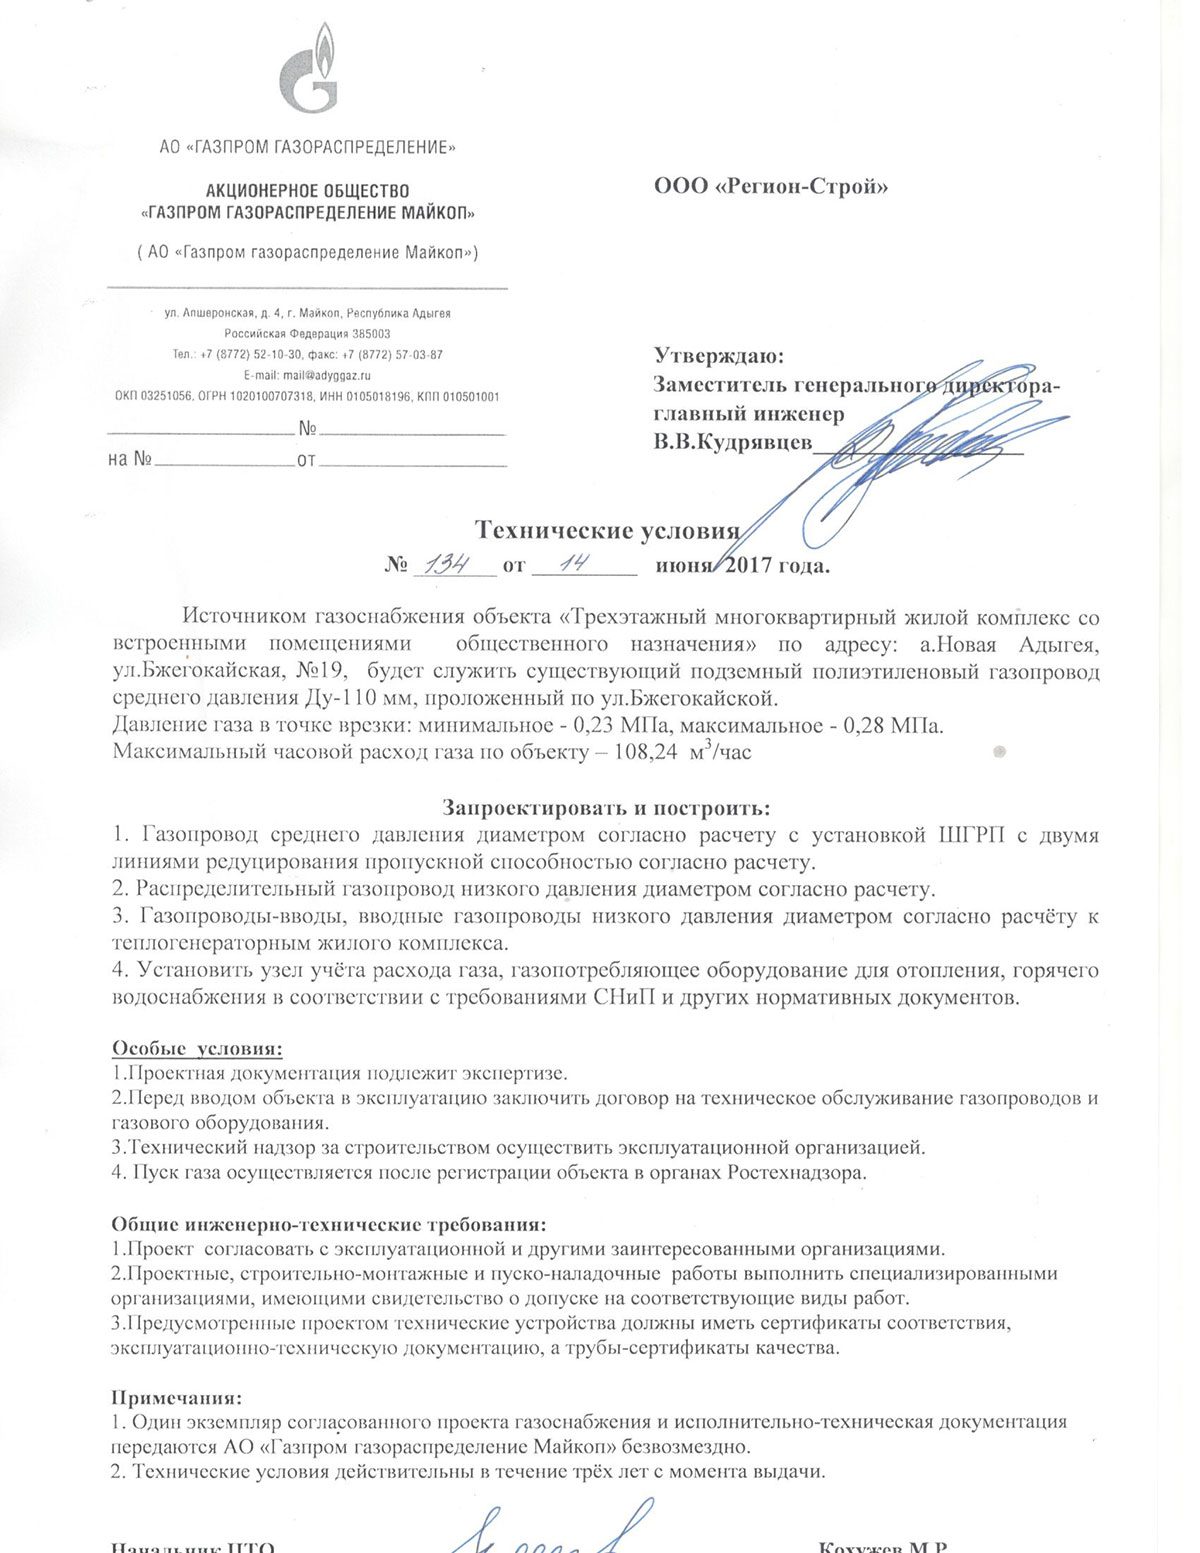 АО «ГАЗПРОМ ГАЗОРАСПРЕДЕЛЕНИЕ»
АКЦИОНЕРНОЕ ОБЩЕСТВО
«ГАЗПРОМ ГАЗОРАСПРЕДЕЛЕНИЕ МАЙКОП»
( АО «Газпром газораспределение Майкоп»)
ул. Апшеронская, д. 4, г. Майкоп, Республика Адыгея
Российская Федерация 385003
Тел.: +7 (8772) 52-10-30, факс: +7 (8772) 57-03-87
E-mail: mail@adyggaz.ru
ОКП 03251056, ОГРН 1020100707318, ИНН 0105018196, КПП 010501001
№
на № от
ООО «Регион-Строй»
Утверждаю:
Заместитель генерального директора-
главный инженер
В.В.Кудрявцев
Технические условия
№ 134 от 14 июня 2017 года.
Источником газоснабжения объекта «Трехэтажный многоквартирный жилой комплекс со
встроенными помещениями общественного назначения» по адресу: а.Новая Адыгея,
ул.Бжегокайская, №19, будет служить существующий подземный полиэтиленовый газопровод
среднего давления Ду-110 мм, проложенный по ул.Бжегокайской.
Давление газа в точке врезки: минимальное - 0,23 МПа, максимальное - 0,28 МПа.
Максимальный часовой расход газа по объекту – 108,24 м³/час
Запроектировать и построить:
1. Газопровод среднего давления диаметром согласно расчету с установкой ШГРП с двумя
линиями редуцирования пропускной способностью согласно расчету.
2. Распределительный газопровод низкого давления диаметром согласно расчету.
3. Газопроводы-вводы, вводные газопроводы низкого давления диаметром согласно расчёту к
теплогенераторным жилого комплекса.
4. Установить узел учёта расхода газа, газопотребляющее оборудование для отопления, горячего
водоснабжения в соответствии с требованиями СНиП и других нормативных документов.
Особые условия:
1.Проектная документация подлежит экспертизе.
2.Перед вводом объекта в эксплуатацию заключить договор на техническое обслуживание газопроводов и
газового оборудования.
3.Технический надзор за строительством осуществить эксплуатационной организацией.
4. Пуск газа осуществляется после регистрации объекта в органах Ростехнадзора.
Общие инженерно-технические требования:
1.Проект согласовать с эксплуатационной и другими заинтересованными организациями.
2.Проектные, строительно-монтажные и пуско-наладочные работы выполнить специализированными
организациями, имеющими свидетельство о допуске на соответствующие виды работ.
3.Предусмотренные проектом технические устройства должны иметь сертификаты соответствия,
эксплуатационно-техническую документацию, а трубы-сертификаты качества.
Примечания:
1. Один экземпляр согласованного проекта газоснабжения и исполнительно-техническая документация
передаются АО «Газпром газораспределение Майкоп» безвозмездно.
2. Технические условия действительны в течение трёх лет с момента выдачи.
Начальник ПТО Кохужев М.Р.